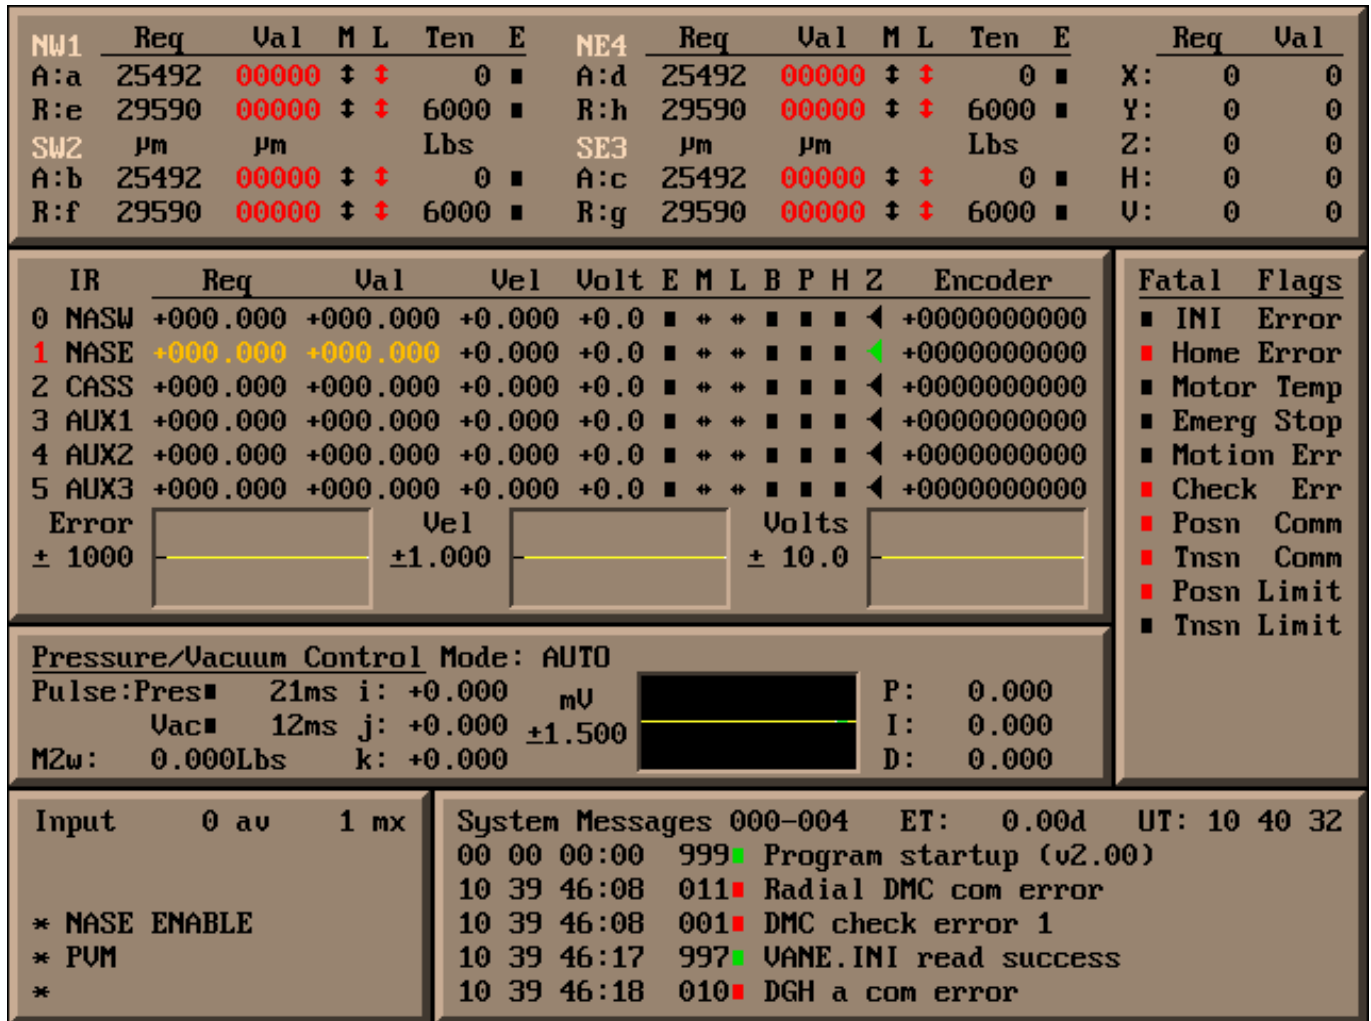 NW1 Req Val M L Ten E NE4 Req Val M L Ten E Req Val
A:a 25492 00000 ↕ ↕ 0 ■ A:d 25492 00000 ↕ ↕ 0 ■ X: 0 0
R:e 29590 00000 ↕ ↕ 6000 ■ R:h 29590 00000 ↕ ↕ 6000 ■ Y: 0 0
SW2 µm µm Lbs SE3 µm µm Lbs Z: 0 0
A:b 25492 00000 ↕ ↕ 0 ■ A:c 25492 00000 ↕ ↕ 0 ■ H: 0 0
R:f 29590 00000 ↕ ↕ 6000 ■ R:g 29590 00000 ↕ ↕ 6000 ■ V: 0 0
IR Req Val Vel Volt E M L B P H Z Encoder
0 NASW +000.000 +000.000 +0.000 +0.0 ■ ↔ ↔ ■ ■ ■ ◄ +0000000000
1 NASE +000.000 +000.000 +0.000 +0.0 ■ ↔ ↔ ■ ■ ■ ◄ +0000000000
2 CASS +000.000 +000.000 +0.000 +0.0 ■ ↔ ↔ ■ ■ ■ ◄ +0000000000
3 AUX1 +000.000 +000.000 +0.000 +0.0 ■ ↔ ↔ ■ ■ ■ ◄ +0000000000
4 AUX2 +000.000 +000.000 +0.000 +0.0 ■ ↔ ↔ ■ ■ ■ ◄ +0000000000
5 AUX3 +000.000 +000.000 +0.000 +0.0 ■ ↔ ↔ ■ ■ ■ ◄ +0000000000
Error Vel Volts
± 1000 ±1.000 ± 10.0
Fatal Flags
■ INI Error
■ Home Error
■ Motor Temp
■ Emerg Stop
■ Motion Err
■ Check Err
■ Posn Comm
■ Tnsn Comm
■ Posn Limit
■ Tnsn Limit
Pressure/Vacuum Control Mode: AUTO
Pulse:Pres■ 21ms i: +0.000 mV P: 0.000
Vac■ 12ms j: +0.000 ±1.500 I: 0.000
M2w: 0.000Lbs k: +0.000 D: 0.000
Input 0 av 1 mx
* NASE ENABLE
* PVM
*
System Messages 000-004 ET: 0.00d UT: 10 40 32
00 00 00:00 999■ Program startup (v2.00)
10 39 46:08 011■ Radial DMC com error
10 39 46:08 001■ DMC check error 1
10 39 46:17 997■ VANE.INI read success
10 39 46:18 010■ DGH a com error